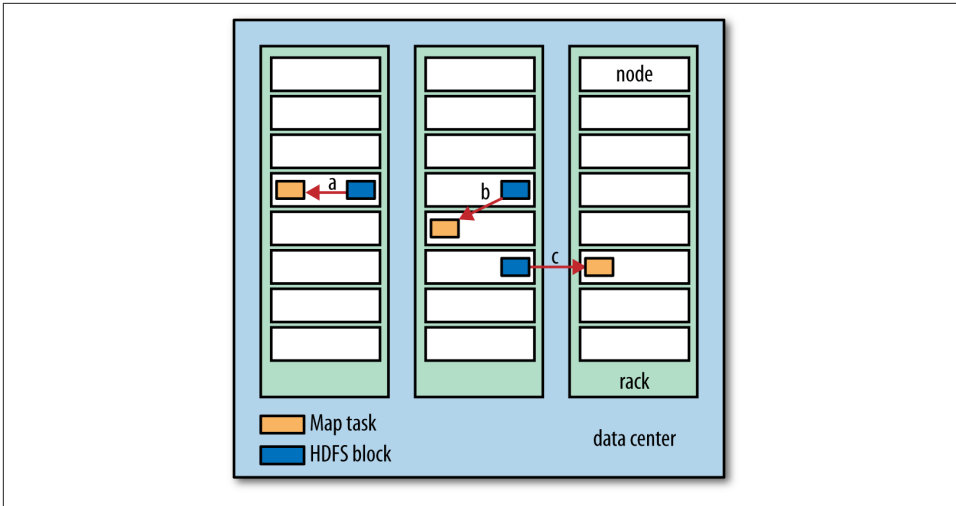 node
a
b
c
rack
Map task
HDFS block
data center